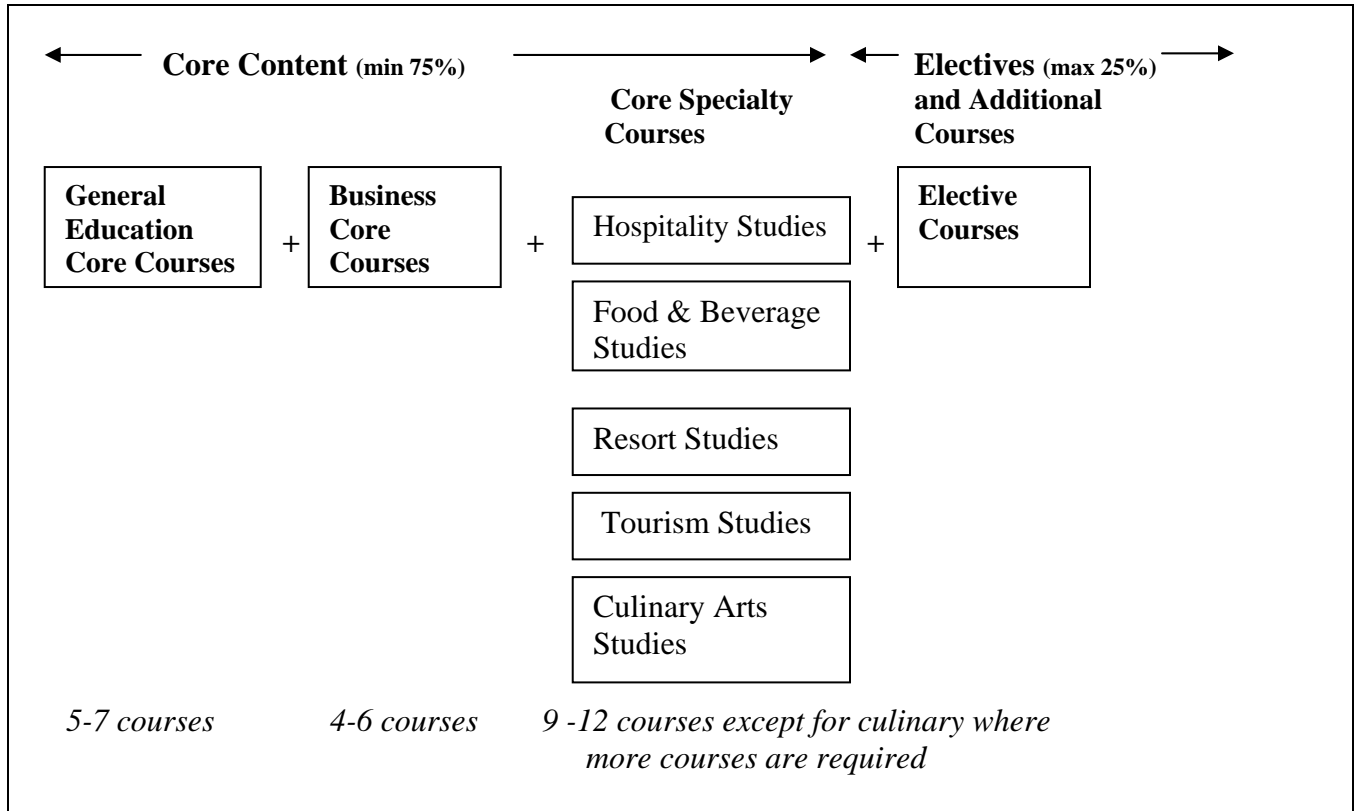 Core Content (min 75%)
Electives (max 25%)
and Additional
Courses
Core Specialty
Courses
General
Education
Core Courses
+
Business
Core
Courses
+
Hospitality Studies
+
Elective
Courses
Food & Beverage
Studies
Resort Studies
Tourism Studies
Culinary Arts
Studies
5-7 courses
4-6 courses
9 -12 courses except for culinary where
more courses are required